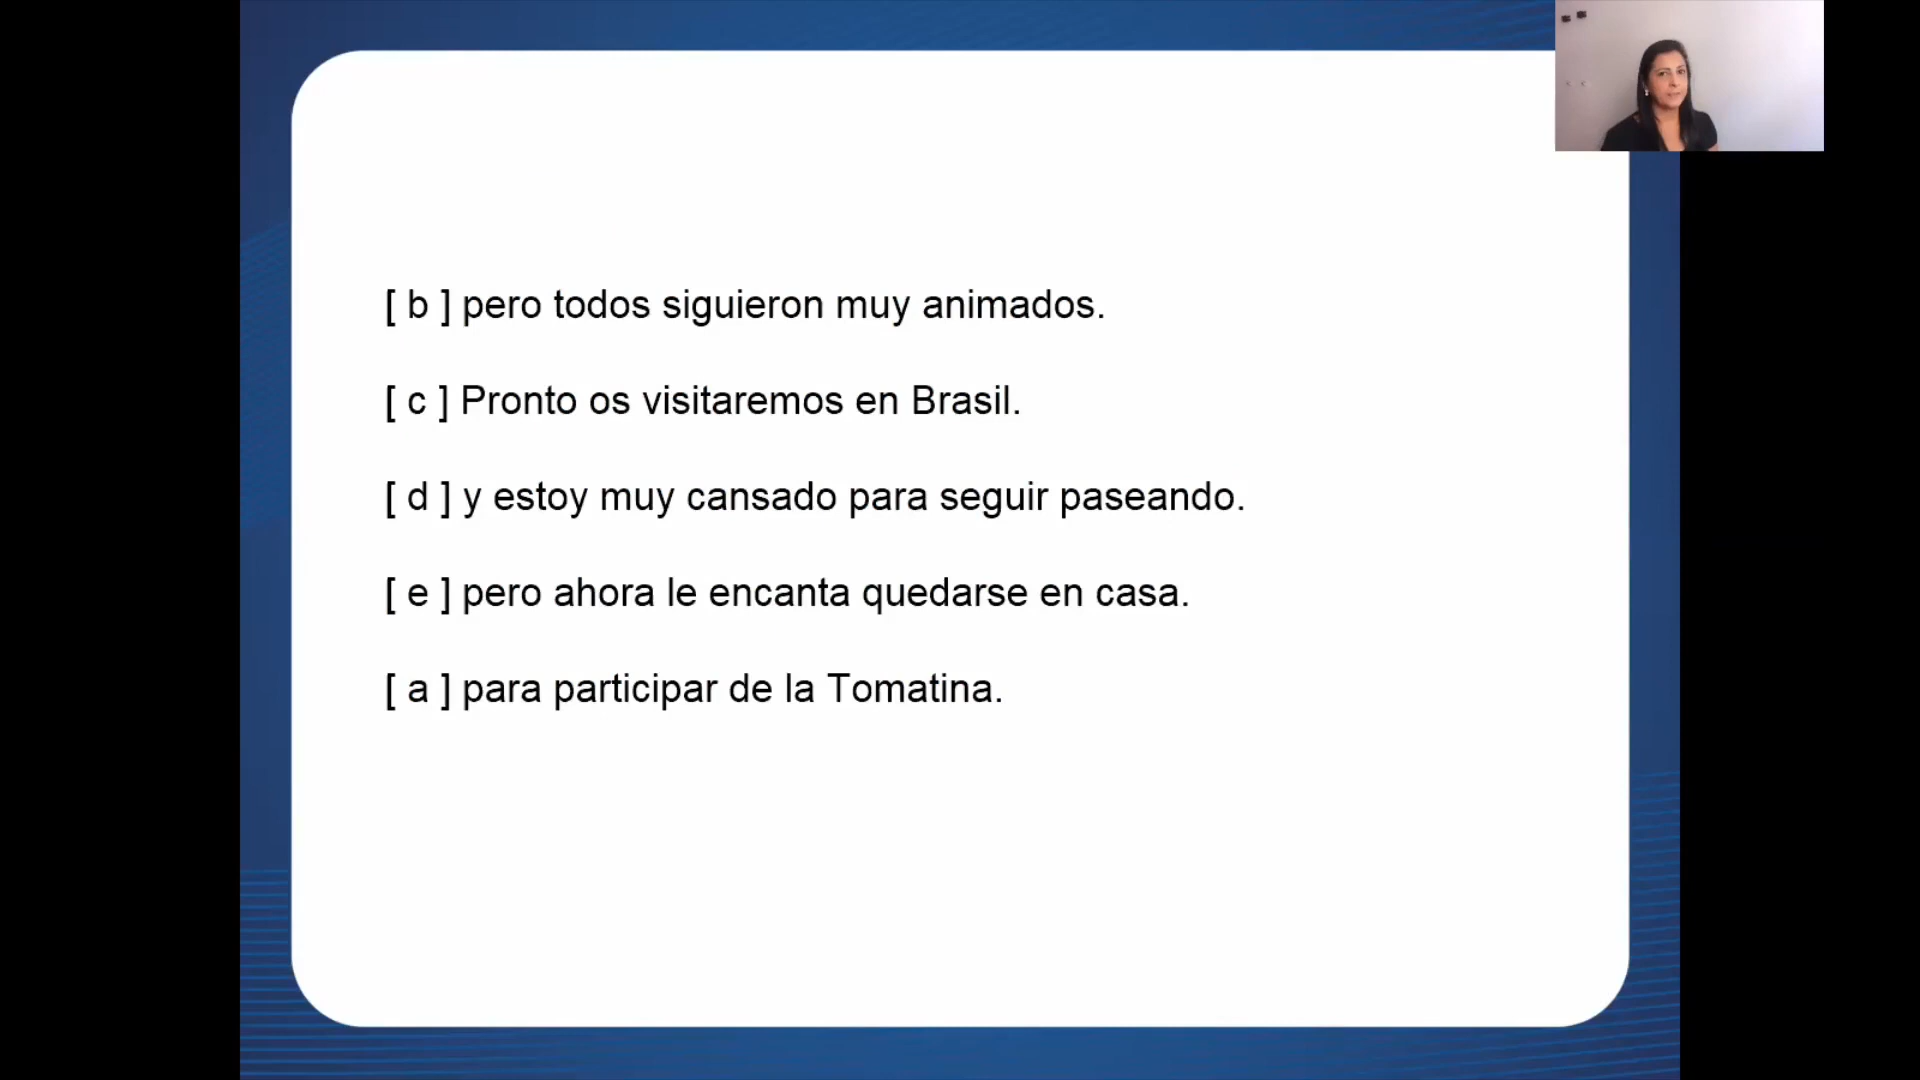 [ b ] pero todos siguieron muy animados.
[ c ] Pronto os visitaremos en Brasil.
[ d ] y estoy muy cansado para seguir paseando.
[ e ] pero ahora le encanta quedarse en casa.
[ a ] para participar de la Tomatina.